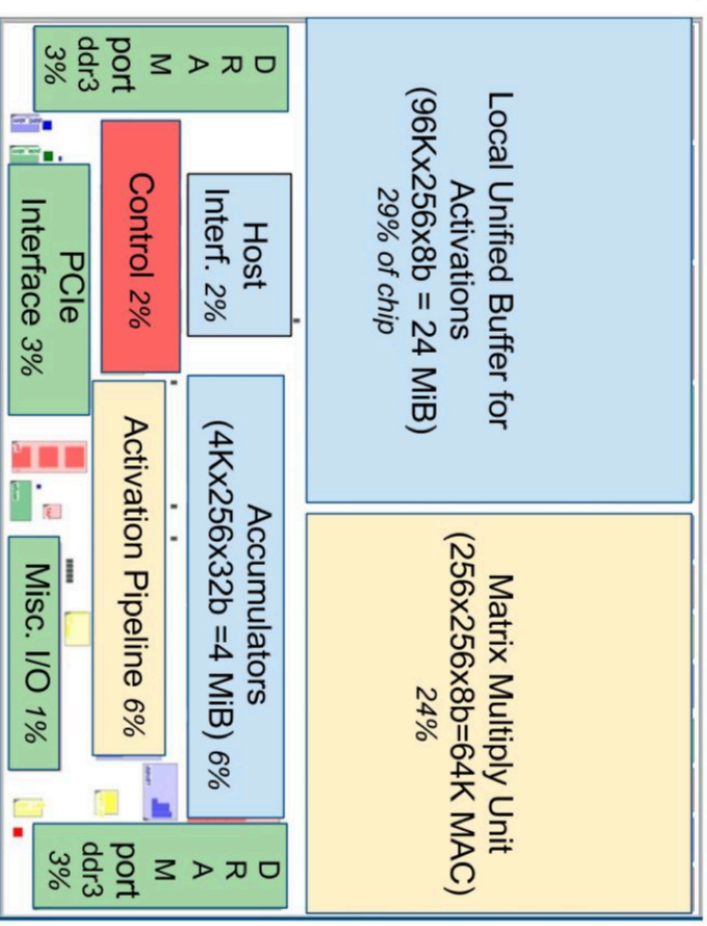 Local Unified Buffer for
Activations
(96Kx256x8b = 24 MiB)
29% of chip
Matrix Multiply Unit
(256x256x8b=64K MAC)
24%
D
R
A
M
port
ddr3
3%
Host
Interf. 2%
Control 2%
PCIe
Interface 3%
Accumulators
(4Kx256x32b =4 MiB) 6%
Activation Pipeline 6%
Misc. I/O 1%
D
R
A
M
port
ddr3
3%